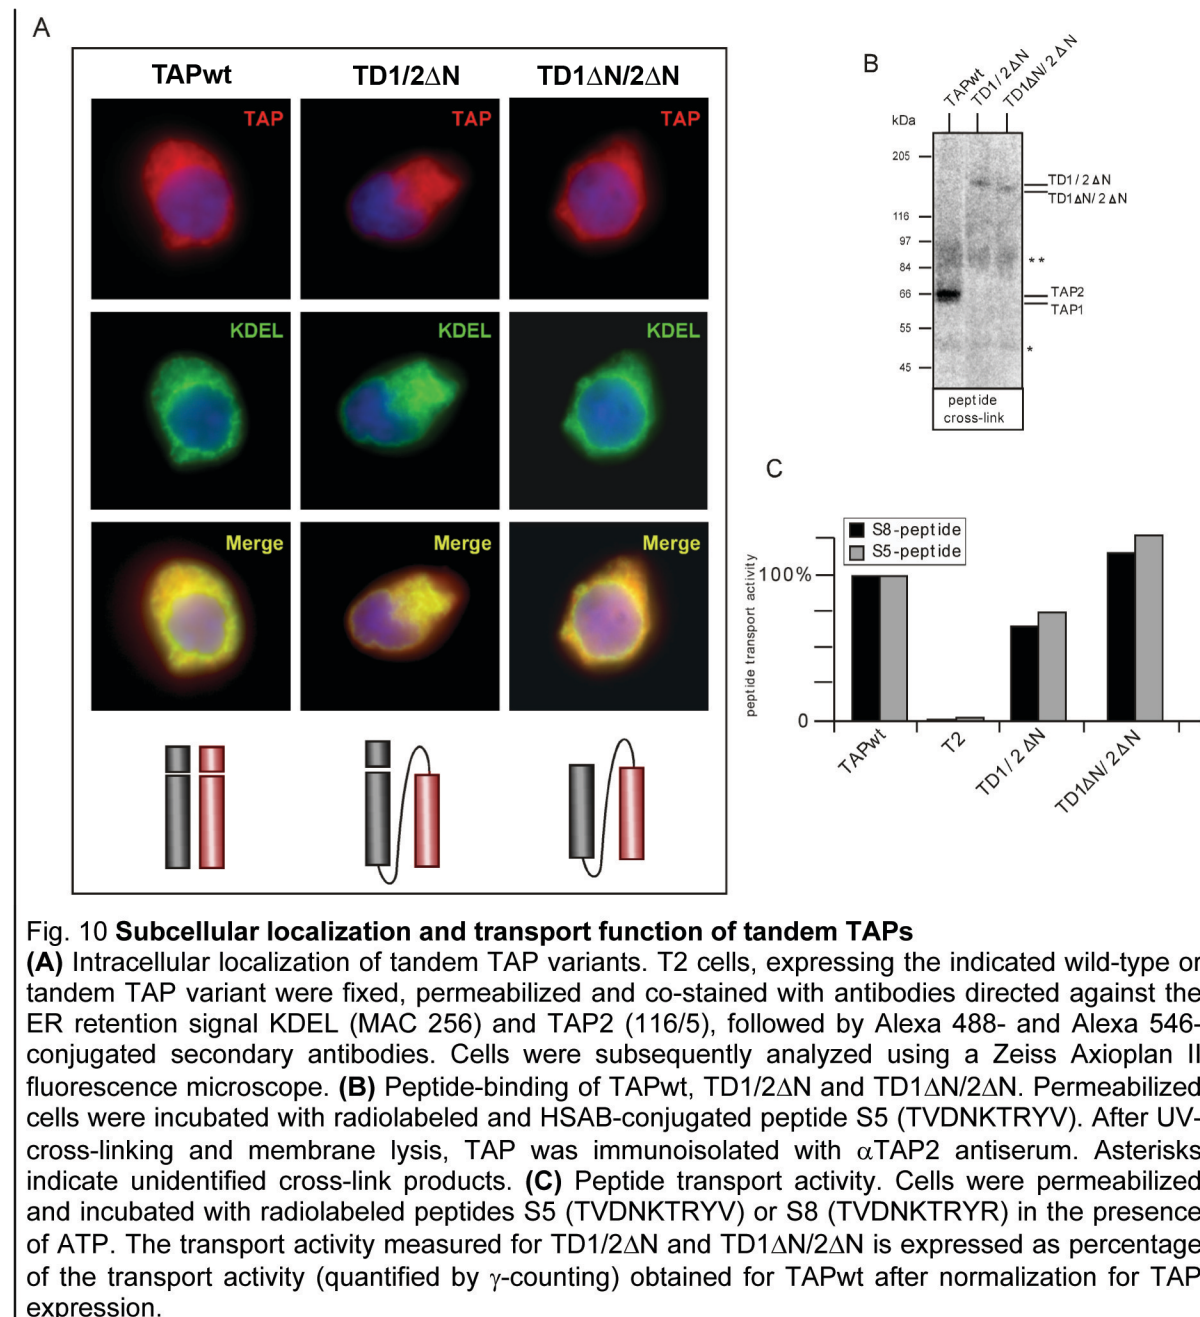 A
TAPwt
TD1/2ΔN
TD1ΔN/2ΔN
TAP
TAP
TAP
KDEL
KDEL
KDEL
Merge
Merge
Merge
B
TAPwt
TD1/2ΔN
TD1ΔN/2ΔN
kDa
205
116
97
84
66
55
45
TD1/2ΔN
TD1ΔN/2ΔN
**
TAP2
TAP1
*
peptide
cross-link
C
S8-peptide
S5-peptide
peptide transport activity
100%
0
TAPwt
T2
TD1/2ΔN
TD1ΔN/2ΔN
Fig. 10 Subcellular localization and transport function of tandem TAPs
(A) Intracellular localization of tandem TAP variants. T2 cells, expressing the indicated wild-type or
tandem TAP variant were fixed, permeabilized and co-stained with antibodies directed against the
ER retention signal KDEL (MAC 256) and TAP2 (116/5), followed by Alexa 488- and Alexa 546-
conjugated secondary antibodies. Cells were subsequently analyzed using a Zeiss Axioplan II
fluorescence microscope. (B) Peptide-binding of TAPwt, TD1/2ΔN and TD1ΔN/2ΔN. Permeabilized
cells were incubated with radiolabeled and HSAB-conjugated peptide S5 (TVDNKTRYV). After UV-
cross-linking and membrane lysis, TAP was immunoisolated with αTAP2 antiserum. Asterisks
indicate unidentified cross-link products. (C) Peptide transport activity. Cells were permeabilized
and incubated with radiolabeled peptides S5 (TVDNKTRYV) or S8 (TVDNKTRYR) in the presence
of ATP. The transport activity measured for TD1/2ΔN and TD1ΔN/2ΔN is expressed as percentage
of the transport activity (quantified by γ-counting) obtained for TAPwt after normalization for TAP
expression.